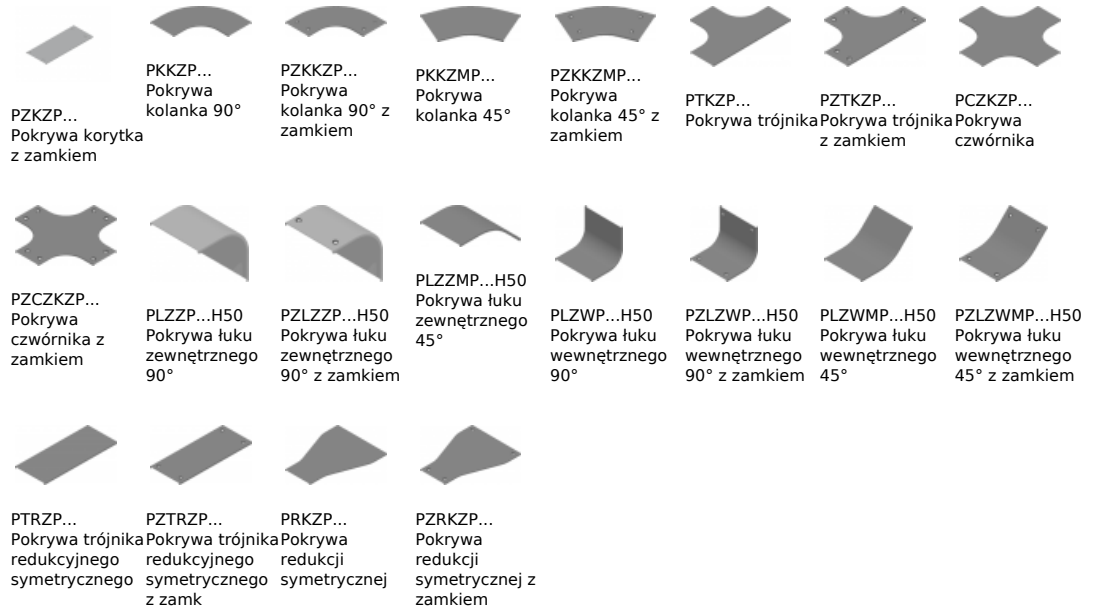 PZKZP...
Pokrywa korytka
z zamkiem
PKKZP...
Pokrywa
kolanka 90°
PZKKZP...
Pokrywa
kolanka 90° z
zamkiem
PKKZMP...
Pokrywa
kolanka 45°
PZKKZMP...
Pokrywa
kolanka 45° z
zamkiem
PTKZP...
Pokrywa trójnika
PZTKZP...
Pokrywa trójnika
z zamkiem
PCZKZP...
Pokrywa
czwórnika
PZCZKZP...
Pokrywa
czwórnika z
zamkiem
PLZZP...H50
Pokrywa łuku
zewnętrznego
90°
PZLZZP...H50
Pokrywa łuku
zewnętrznego
90° z zamkiem
PLZZMP...H50
Pokrywa łuku
zewnętrznego
45°
PLZWP...H50
Pokrywa łuku
wewnętrznego
90°
PZLZWP...H50
Pokrywa łuku
wewnętrznego
90° z zamkiem
PLZWMP...H50
Pokrywa łuku
wewnętrznego
45°
PZLZWMP...H50
Pokrywa łuku
wewnętrznego
45° z zamkiem
PTRZP...
Pokrywa trójnika
redukcyjnego
symetrycznego
PZTRZP...
Pokrywa trójnika
redukcyjnego
symetrycznego
z zamk
PRKZP...
Pokrywa
redukcji
symetrycznej
PZRKZP...
Pokrywa
redukcji
symetrycznej z
zamkiem